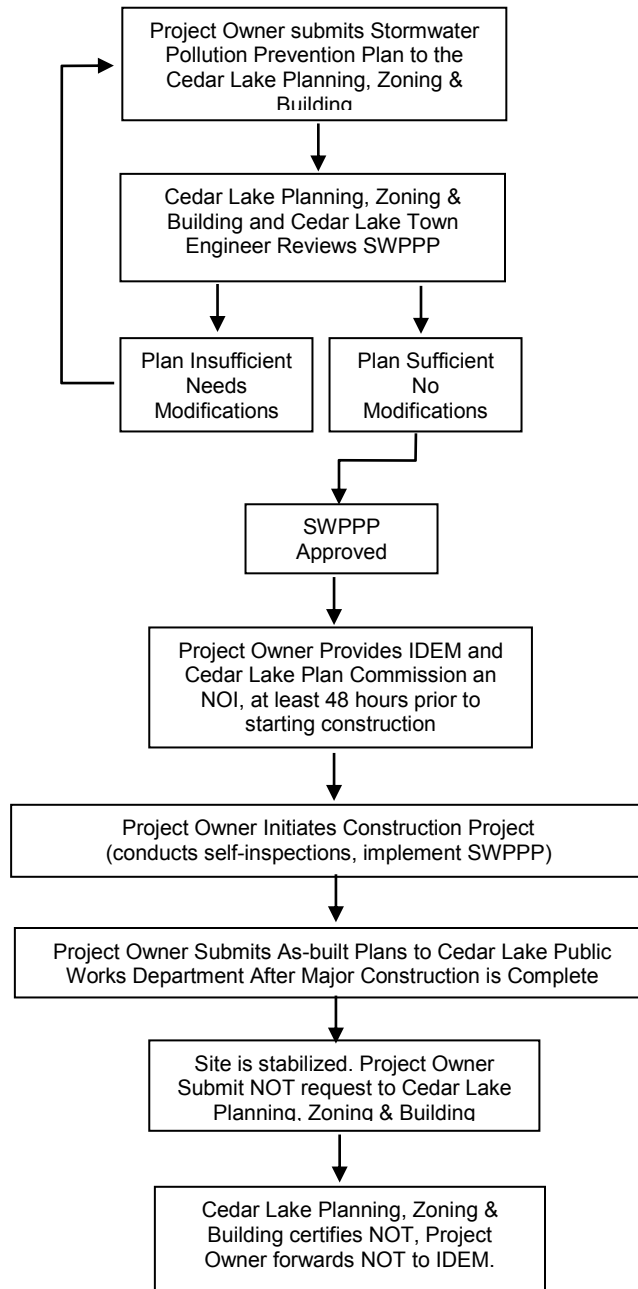 Project Owner submits Stormwater
Pollution Prevention Plan to the
Cedar Lake Planning, Zoning &
Building
Cedar Lake Planning, Zoning &
Building and Cedar Lake Town
Engineer Reviews SWPPP
Plan Insufficient
Needs
Modifications
Plan Sufficient
No
Modifications
SWPPP
Approved
Project Owner Provides IDEM and
Cedar Lake Plan Commission an
NOI, at least 48 hours prior to
starting construction
Project Owner Initiates Construction Project
(conducts self-inspections, implement SWPPP)
Project Owner Submits As-built Plans to Cedar Lake Public
Works Department After Major Construction is Complete
Site is stabilized. Project Owner
Submit NOT request to Cedar Lake
Planning, Zoning & Building
Cedar Lake Planning, Zoning &
Building certifies NOT, Project
Owner forwards NOT to IDEM.